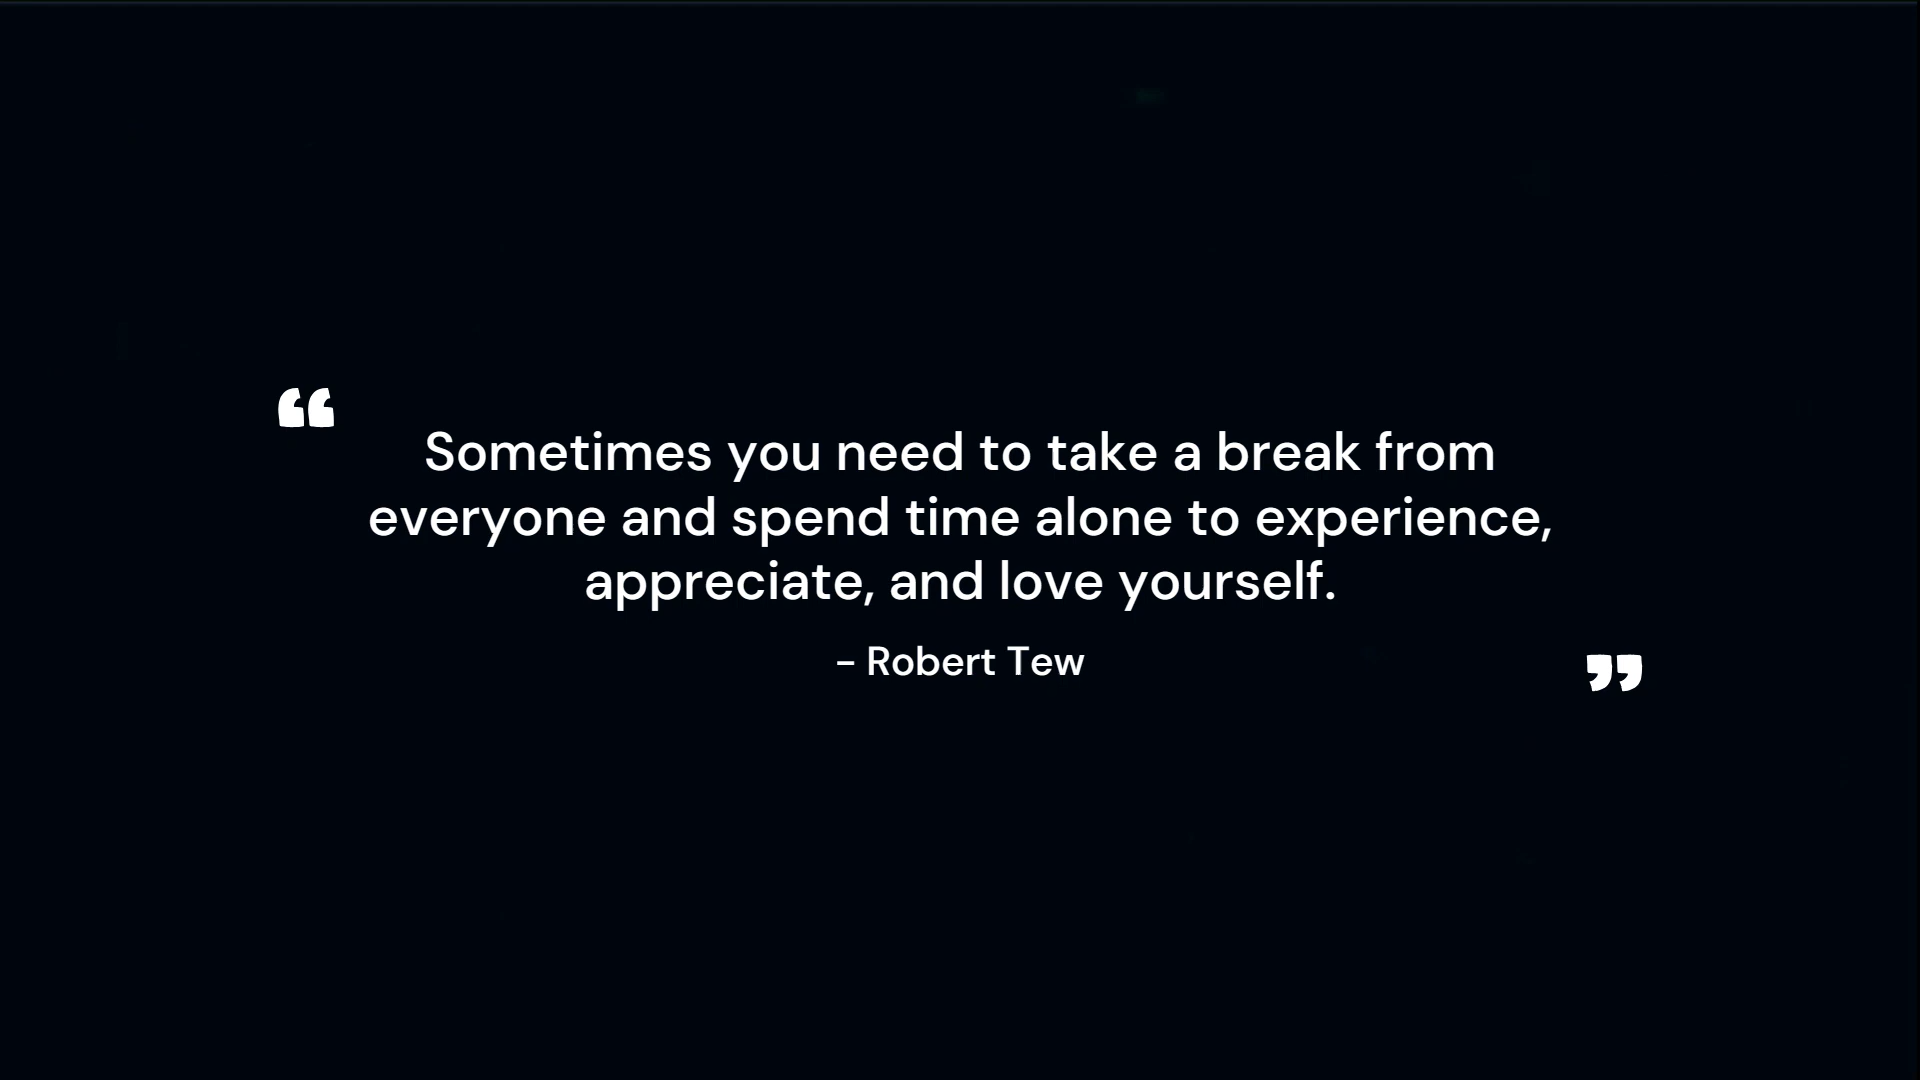 “
Sometimes you need to take a break from
everyone and spend time alone to experience,
appreciate, and love yourself.
- Robert Tew
”